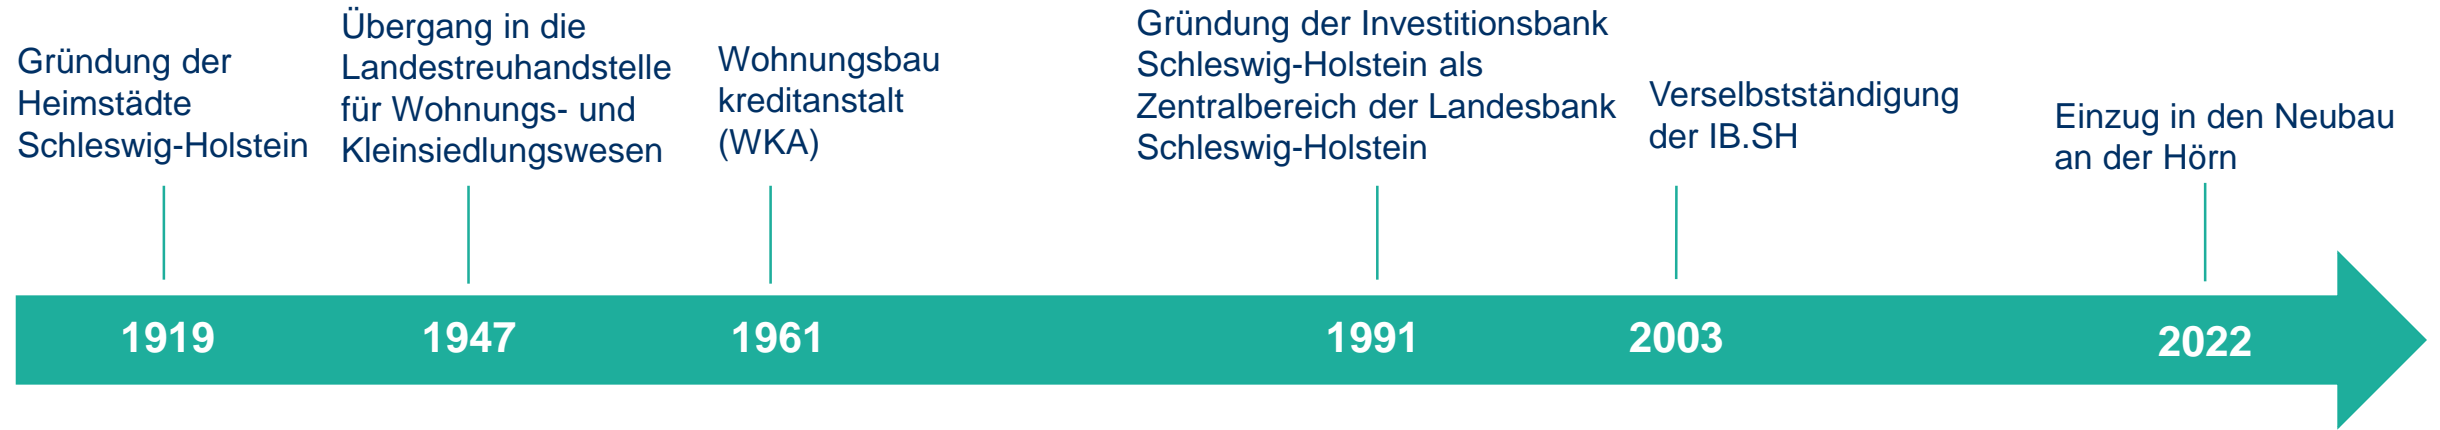 Gründung der
Heimstädte
Schleswig-Holstein
Übergang in die
Landestreuhandstelle
für Wohnungs- und
Kleinsiedlungswesen
Wohnungsbau
kreditanstalt
(WKA)
Gründung der Investitionsbank
Schleswig-Holstein als
Zentralbereich der Landesbank
Schleswig-Holstein
Verselbstständigung
der IB.SH
Einzug in den Neubau
an der Hörn
1919
1947
1961
1991
2003
2022